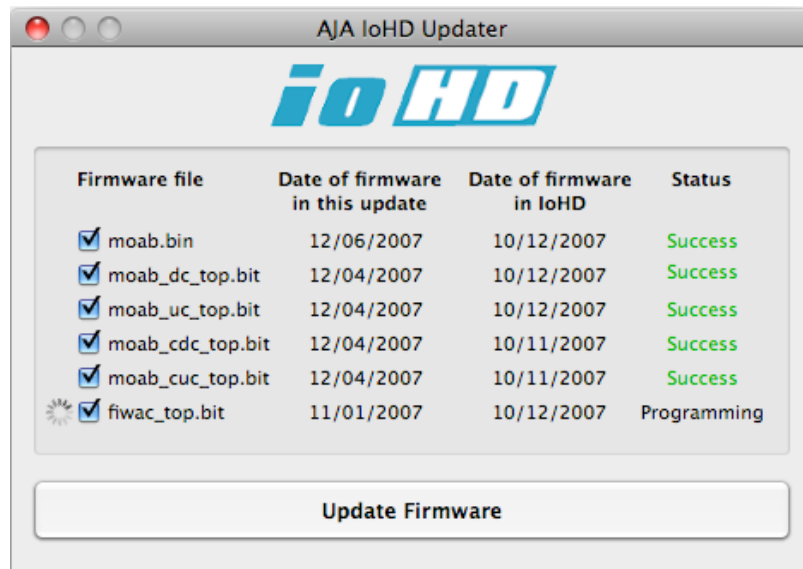 AJA IoHD Updater
io HD
Firmware file Date of firmware in this update Date of firmware in IoHD Status
moab.bin 12/06/2007 10/12/2007 Success
moab_dc_top.bit 12/04/2007 10/12/2007 Success
moab_uc_top.bit 12/04/2007 10/12/2007 Success
moab_cdc_top.bit 12/04/2007 10/11/2007 Success
moab_cuc_top.bit 12/04/2007 10/11/2007 Success
fiwac_top.bit 11/01/2007 10/12/2007 Programming
Update Firmware